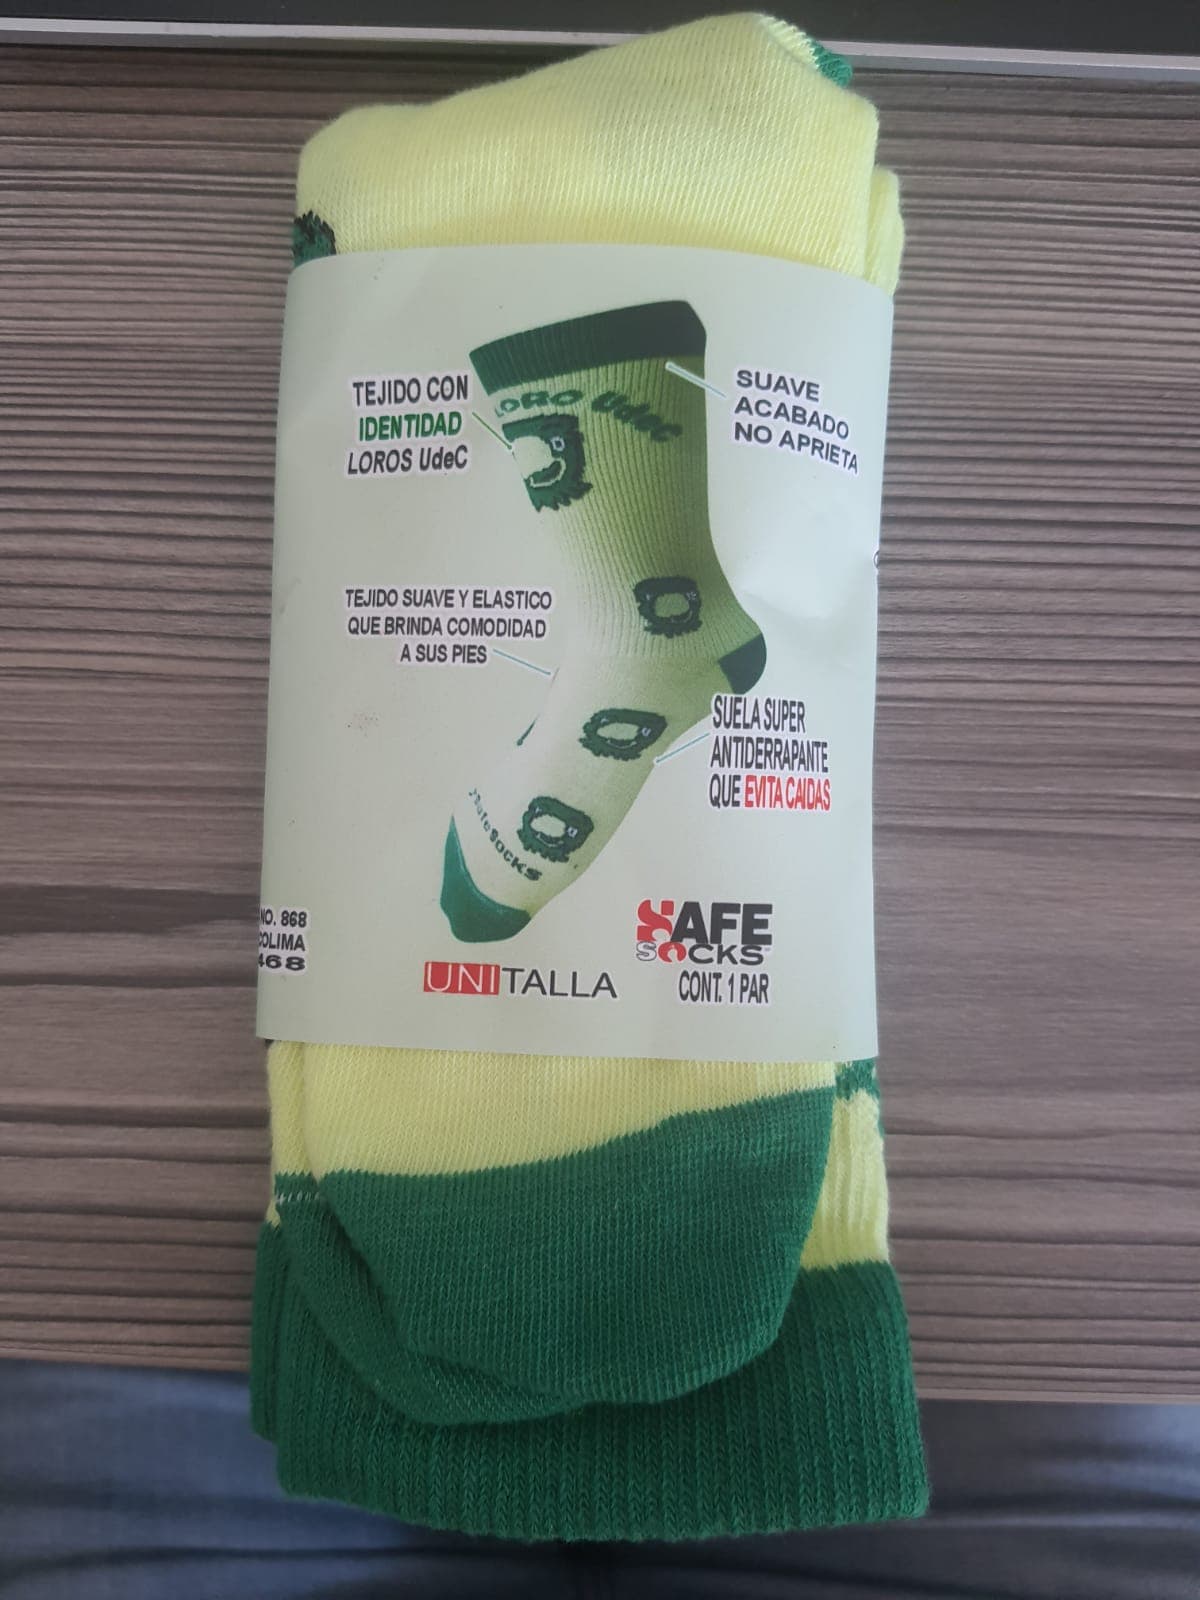 TEJIDO CON
IDENTIDAD
LOROS UdeC
SUAVE
ACABADO
NO APRIETA
LORO UdeC
TEJIDO SUAVE Y ELASTICO
QUE BRINDA COMODIDAD
A SUS PIES
SUELA SUPER
ANTIDERRAPANTE
QUE EVITA CAIDAS
NO. 868
COLIMA
468
SAFE
SOCKS
CONT. 1 PAR
UNITALLA